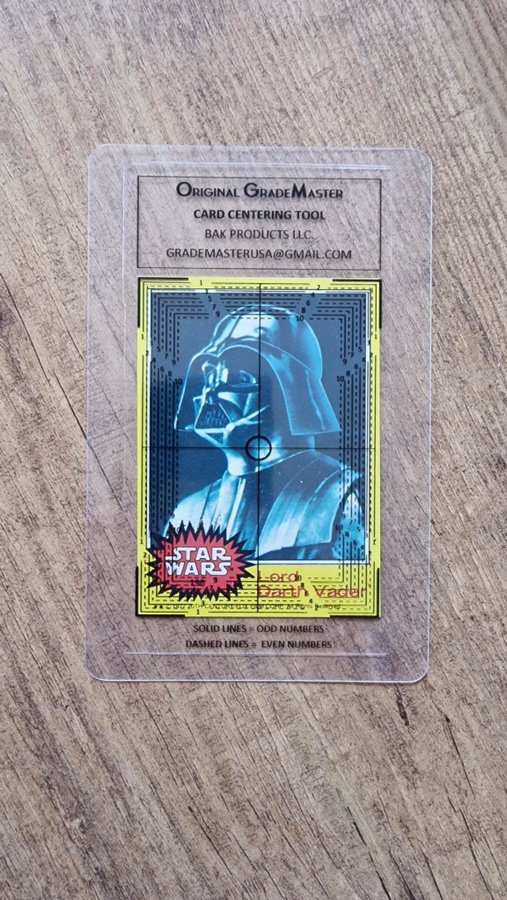 ORIGINAL GRADEMASTER
CARD CENTERING TOOL
BAK PRODUCTS LLC.
GRADEMASTERUSA@GMAIL.COM
STAR
WARS
Lord
Darth Vader
SOLID LINES = ODD NUMBERS
DASHED LINES = EVEN NUMBERS